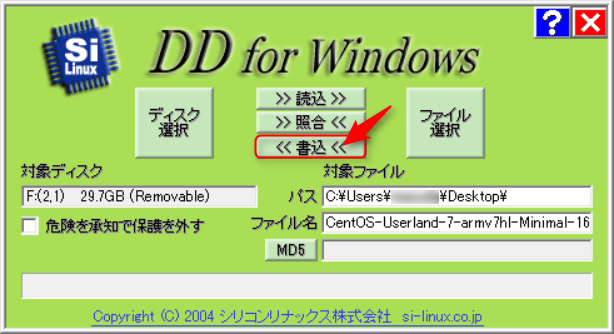 Si
Linux
DD for Windows
?
ディスク
選択
>> 読込 >>
>> 照合 <<
<< 書込 <<
ファイル
選択
対象ディスク
対象ファイル
F:(2,1) 29.7GB (Removable)
パス C:¥Users¥ ¥Desktop¥
危険を承知で保護を外す
ファイル名 CentOS-Userland-7-armv7hl-Minimal-16
MD5
Copyright (C) 2004 シリコンリナックス株式会社 si-linux.co.jp